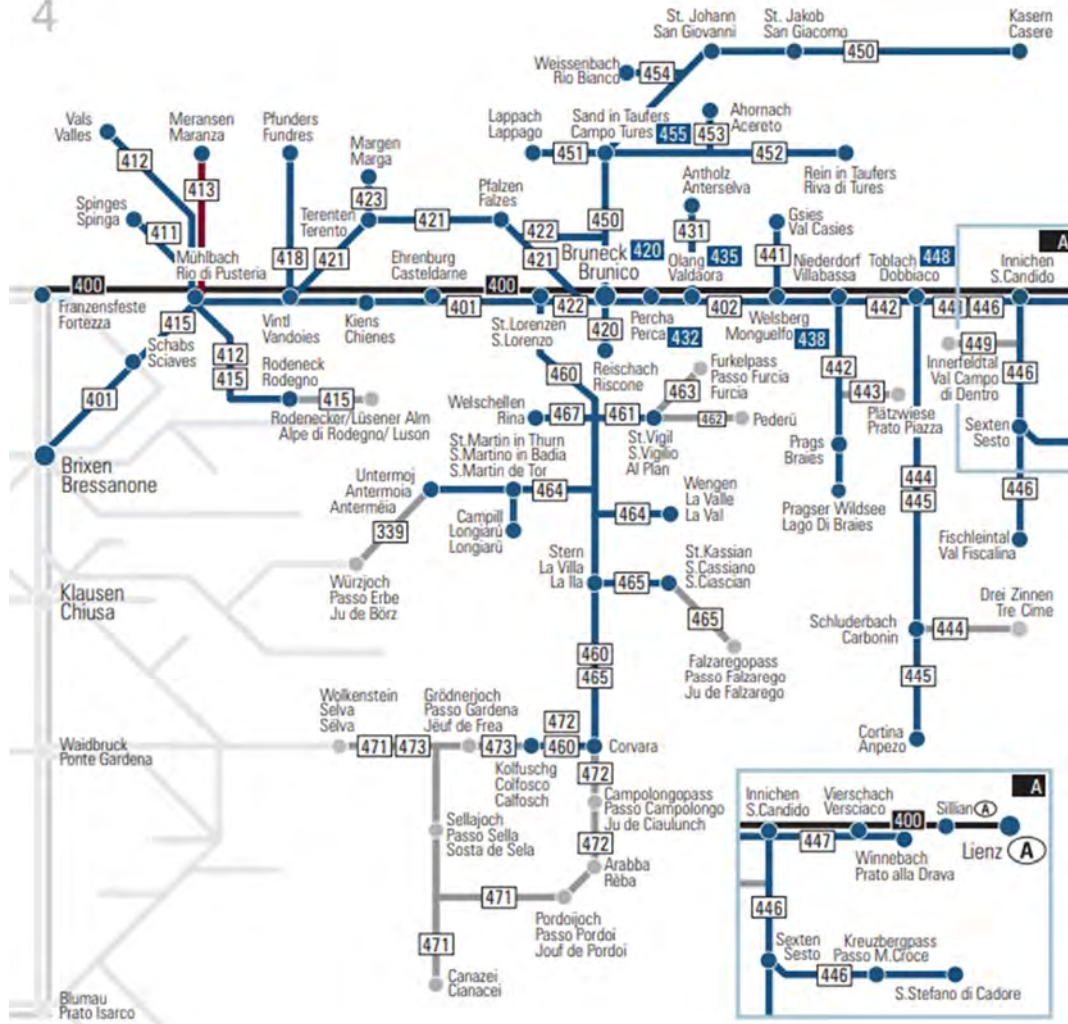 4
St. Johann
San Giovanni
St. Jakob
San Giacomo
450
Kasern
Casere
Weissenbach
Rio Bianco
454
Vals
Valles
412
Meransen
Maranza
413
Pfunders
Fundres
Margen
Marga
423
Lappach
Lappago
451
Sand in Taufers
Campo Tures
455
Ahornach
Acereto
453
452
Rein in Taufers
Riva di Tures
Spinges
Spinga
411
Terenten
Terento
421
Pfalzen
Falzes
422
450
Antholz
Anterselva
431
Gsies
Val Casies
441
Mühlbach
Rio di Pusteria
418
421
Ehrenburg
Casteldarne
421
Bruneck
Brunico
420
Olang
Valdaora
435
Niederdorf
Villabassa
Toblach
Dobbiaco
448
A
Innichen
S.Candido
400
400
Franzensfeste
Fortezza
401
422
402
442
446
415
Vintl
Vandoies
Kiens
Chienes
St.Lorenzen
S.Lorenzo
420
Percha
Perca
432
Welsberg
Monguelfo
438
449
Innerfeldtal
Val Campo
di Dentro
Schabs
Sciaves
412
415
Rodeneck
Rodegno
415
Rodenecker/Lüsener Alm
Alpe di Rodegno/ Luson
460
Reischach
Riscone
Furkelpass
Passo Furcia
Furcia
463
442
443
446
401
Welschellen
Rina
467
461
462
Pederü
St.Vigil
S.Vigilio
Al Plan
Plätzwiese
Prato Piazza
Sexten
Sesto
Brixen
Bressanone
St.Martin in Thurn
S.Martino in Badia
S.Martin de Tor
Prags
Braies
Untermoj
Antermoia
Anterméia
464
Wengen
La Valle
La Val
464
444
445
446
339
Campill
Longiarü
Longiarü
Pragser Wildsee
Lago Di Braies
Fischleintal
Val Fiscalina
Würzjoch
Passo Erbe
Ju de Börz
Stern
La Villa
La Ila
465
St.Kassian
S.Cassiano
S.Ciascian
Klausen
Chiusa
465
Schluderbach
Carbonin
444
Drei Zinnen
Tre Cime
460
465
Falzaregopass
Passo Falzarego
Ju de Falzarego
445
Wolkenstein
Selva
Sëlva
Grödnerjoch
Passo Gardena
Jëuf de Frea
472
Waidbruck
Ponte Gardena
471
473
473
460
Corvara
Cortina
Anpezo
Kolfuschg
Colfosco
Calfosch
472
Campolongopass
Passo Campolongo
Ju de Ciaulunch
Sellajoch
Passo Sella
Sosta de Sela
472
Arabba
Rèba
471
Pordoijoch
Passo Pordoi
Jouf de Pordoi
471
Canazei
Cianacei
Blumau
Prato Isarco
A
Innichen
S.Candido
Vierschach
Versciaco
400
Sillian A
447
Winnebach
Prato alla Drava
Lienz A
446
Sexten
Sesto
Kreuzbergpass
Passo M.Croce
446
S.Stefano di Cadore